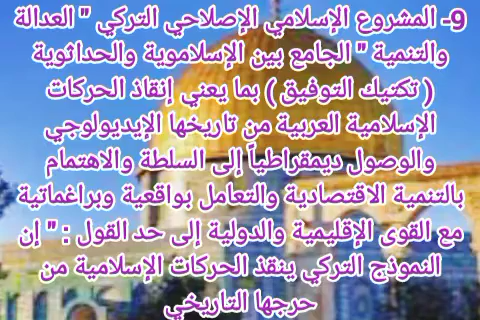 9- المشروع الإسلامي الإصلاحي التركي " العدالة
والتنمية " الجامع بين الإسلاموية والحداثوية
( تكتيك التوفيق ) بما يعني إنقاذ الحركات
الإسلامية العربية من تاريخها الإيديولوجي
والوصول ديمقراطياً إلى السلطة والاهتمام
بالتنمية الاقتصادية والتعامل بواقعية وبراغماتية
مع القوى الإقليمية والدولية إلى حد القول : " إن
النموذج التركي ينقذ الحركات الإسلامية من
حرجها التاريخي